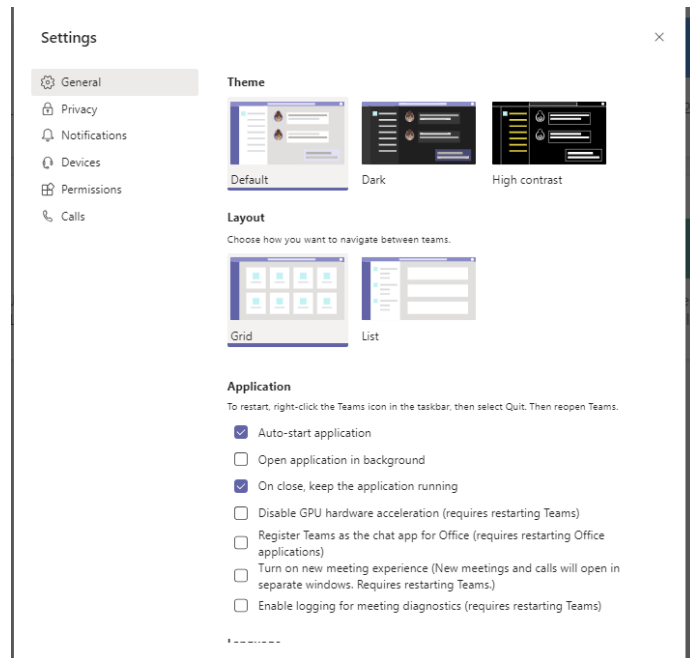 Settings
General
Privacy
Notifications
Devices
Permissions
Calls
Theme
Default
Dark
High contrast
Layout
Choose how you want to navigate between teams.
Grid
List
Application
To restart, right-click the Teams icon in the taskbar, then select Quit. Then reopen Teams.
Auto-start application
Open application in background
On close, keep the application running
Disable GPU hardware acceleration (requires restarting Teams)
Register Teams as the chat app for Office (requires restarting Office
applications)
Turn on new meeting experience (New meetings and calls will open in
separate windows. Requires restarting Teams.)
Enable logging for meeting diagnostics (requires restarting Teams)